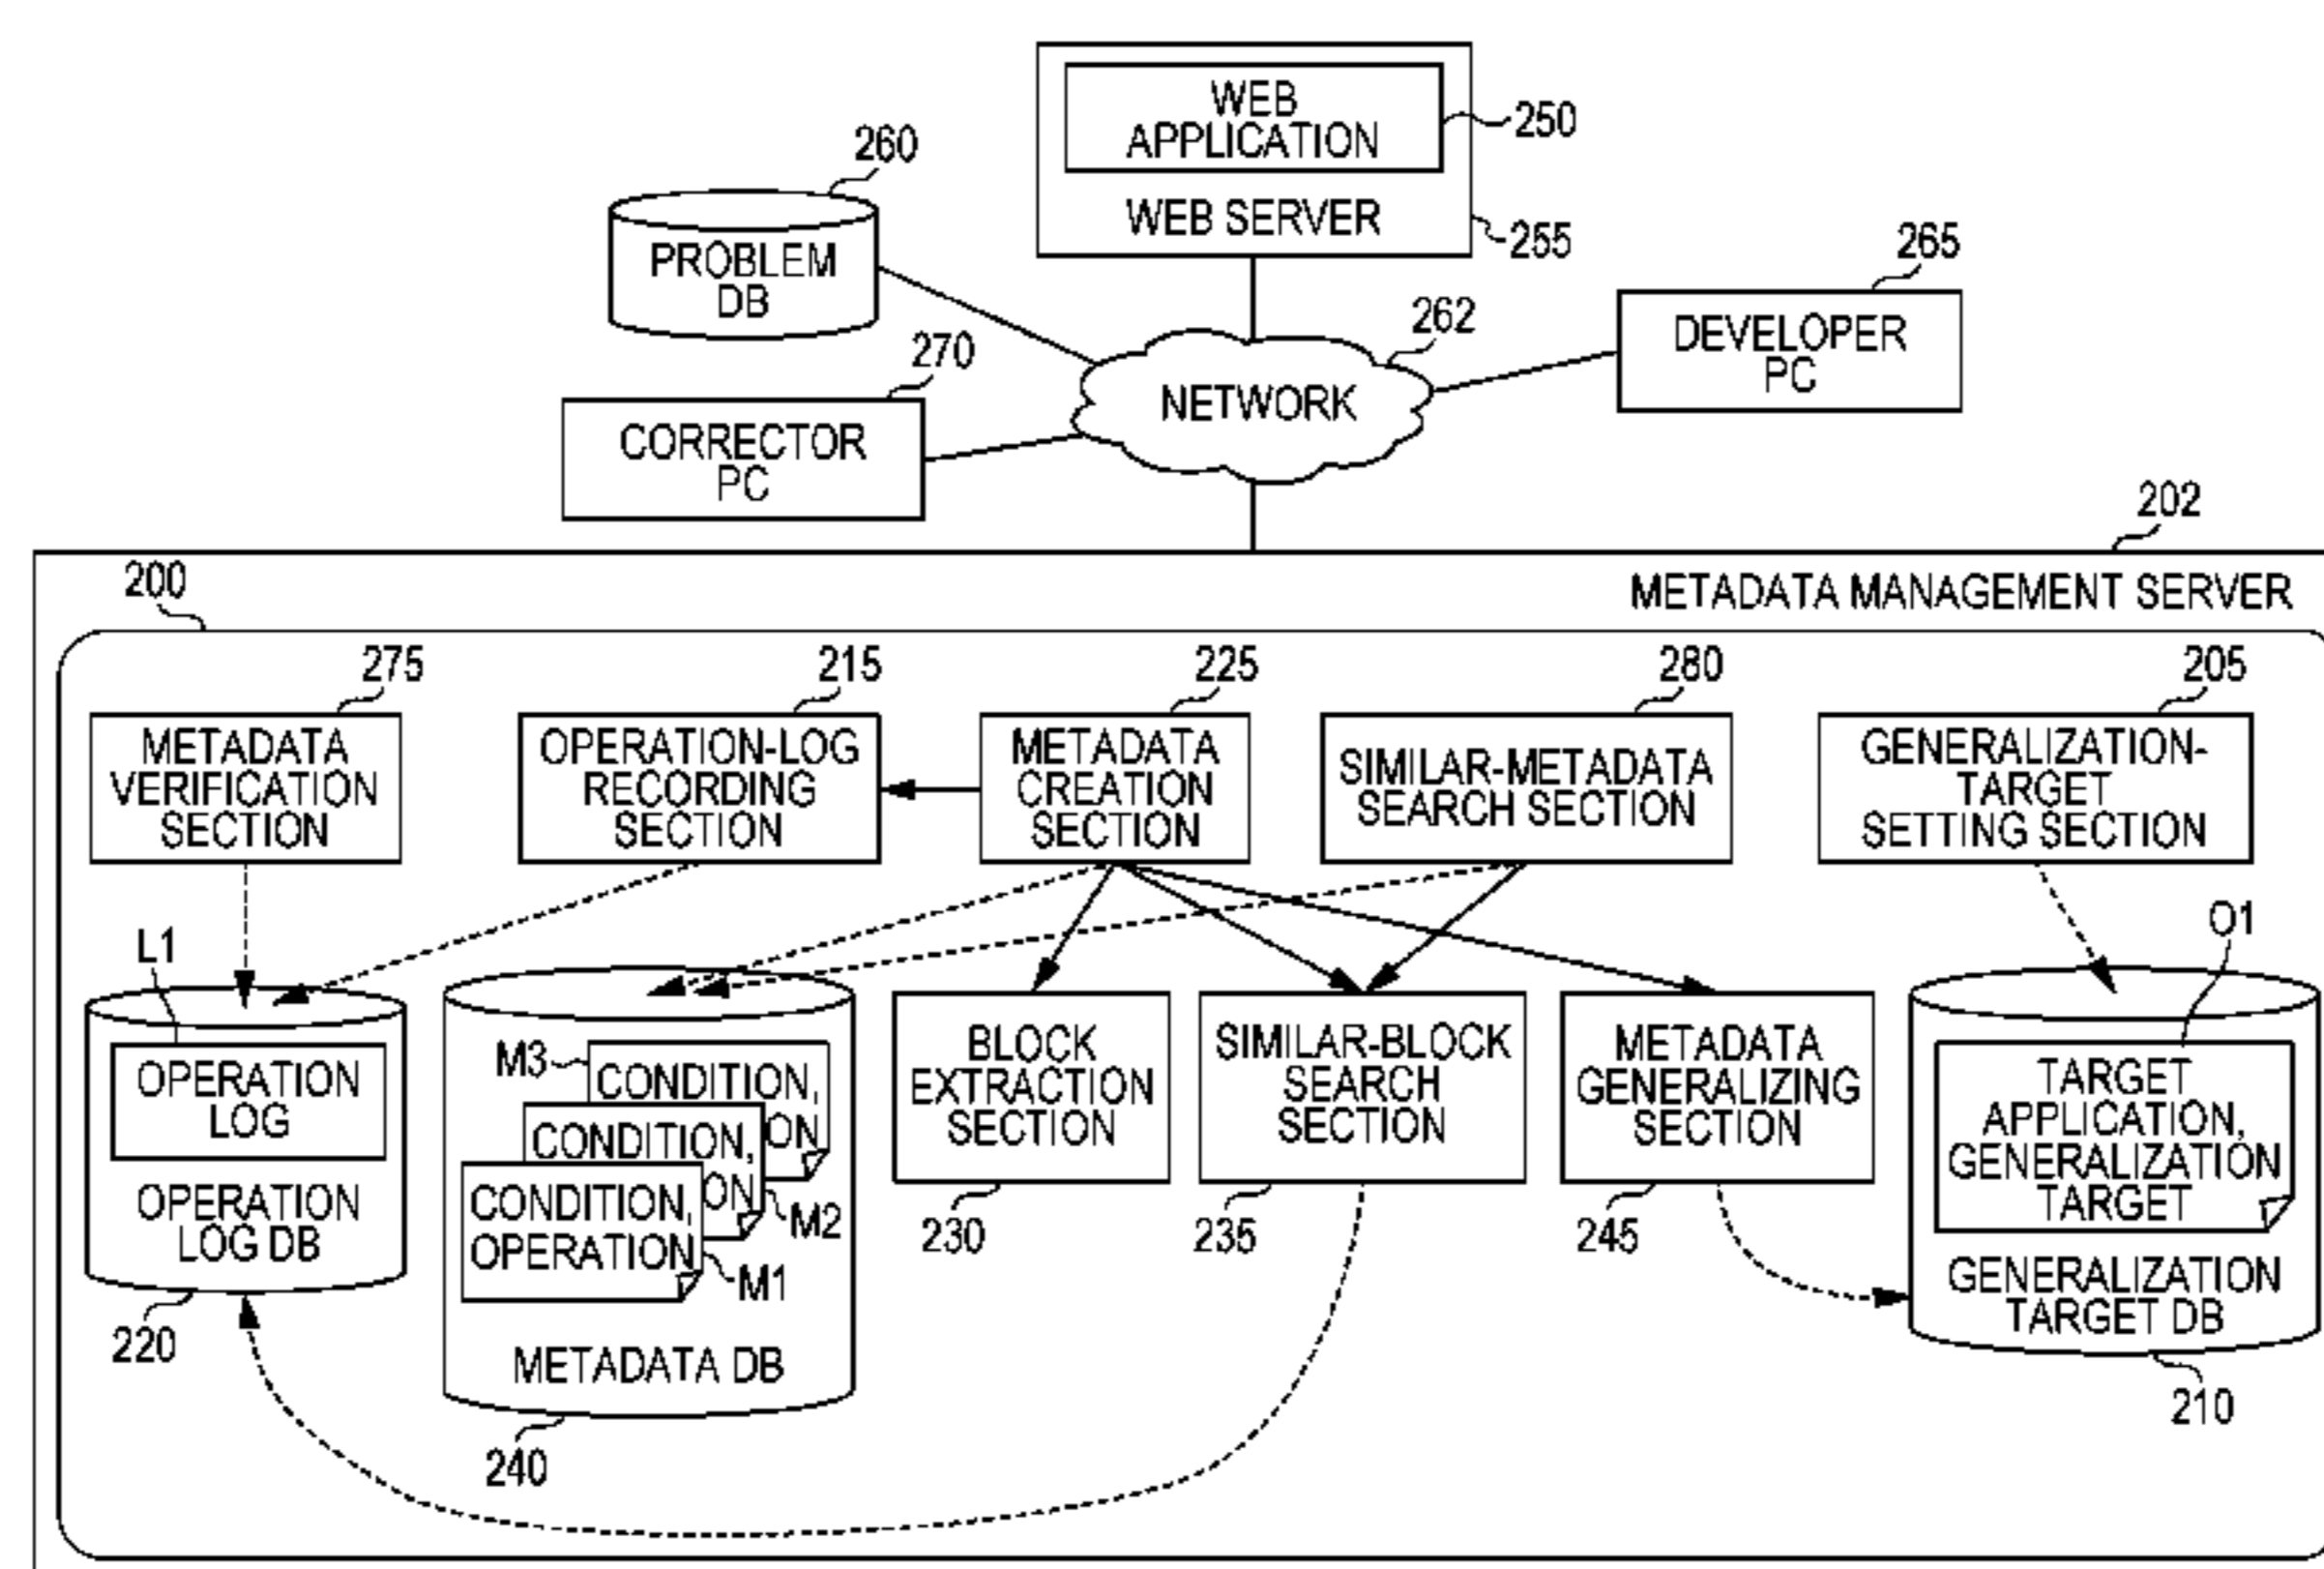 WEB
APPLICATION
250
WEB SERVER
255
260
PROBLEM
DB
265
DEVELOPER
PC
262
NETWORK
270
CORRECTOR
PC
202
METADATA MANAGEMENT SERVER
200
275
METADATA
VERIFICATION
SECTION
215
OPERATION-LOG
RECORDING
SECTION
225
METADATA
CREATION
SECTION
280
SIMILAR-METADATA
SEARCH SECTION
205
GENERALIZATION-
TARGET
SETTING SECTION
L1
OPERATION
LOG
OPERATION
LOG DB
220
M3
CONDITION,
ON
CONDITION,
ON
M2
CONDITION,
OPERATION
M1
METADATA DB
240
BLOCK
EXTRACTION
SECTION
230
SIMILAR-BLOCK
SEARCH
SECTION
235
METADATA
GENERALIZING
SECTION
245
O1
TARGET
APPLICATION,
GENERALIZATION
TARGET
GENERALIZATION
TARGET DB
210